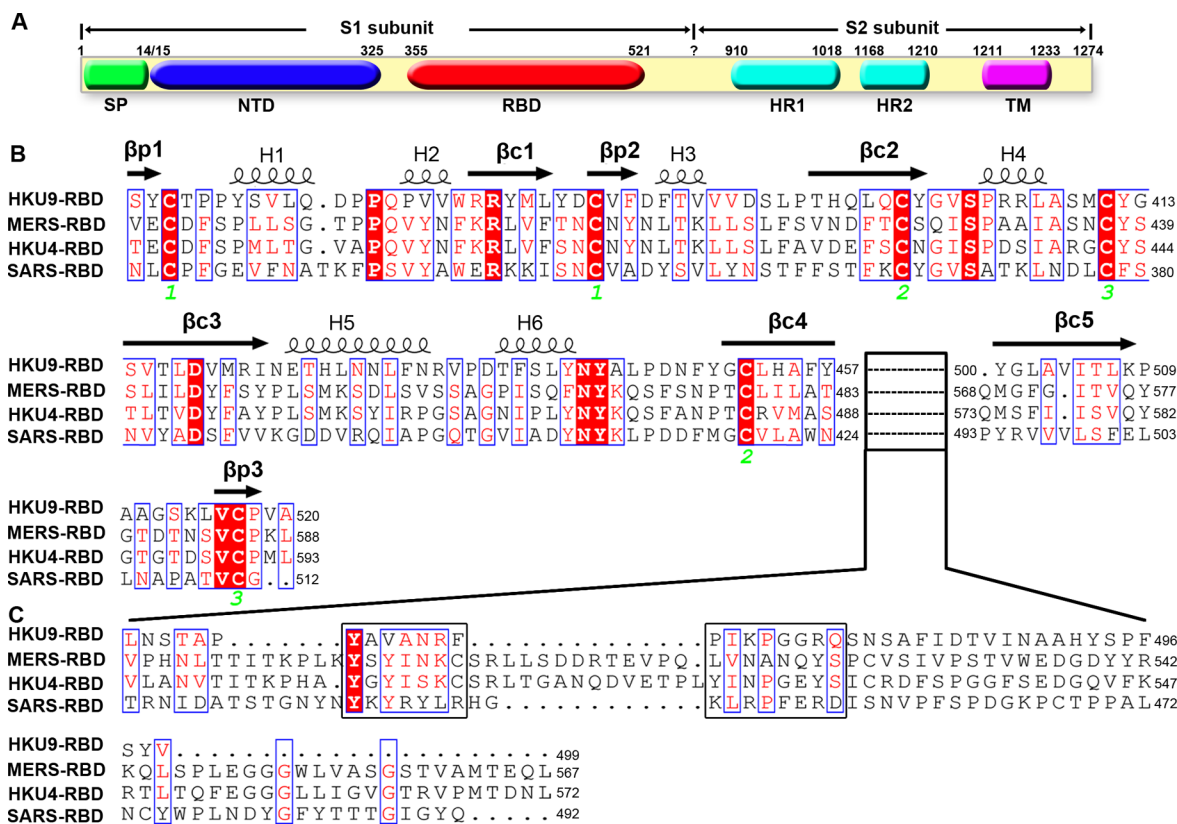 A
S1 subunit S2 subunit
1 14/15 325 355 521 ? 910 1018 1168 1210 1211 1233 1274
SP NTD RBD HR1 HR2 TM
B
βp1 H1 H2 βc1 βp2 H3 βc2 H4
HKU9-RBD SYCTPPYSVLQ.DPPQPVVWRRYMLYDCVFDFTVVVDSLPTHQLQCYGVSPRRLASMCYG 413
MERS-RBD VECDFSPLLSG.TPPQVYNFKRLVFTNCNYNLTKLLSLFSVNDFTCSQISPAAIASNCYS 439
HKU4-RBD TECDFSPMLTG.VAPQVYNFKRLVFSNCNYNLTKLLSLFAVDEFSCNGISPDSIARGCYS 444
SARS-RBD NLCPFGEVFNATKFPSVYAWERKKISNCVADYSVLYNSTFFSTFKCYGVSATKLNDLCFS 380
1 1 2 3
βc3 H5 H6 βc4 βc5
HKU9-RBD SVTLDVMRINETHLNNLFNRVPDTFSLYNYALPDNFYGCLHAFY 457 500 .YGLAVITLKP 509
MERS-RBD SLILDYFSYPLSMKSDLSVSSAGPISQFNYKQSFSNPTCLILAT 483 568 QMGFG.ITVQY 577
HKU4-RBD TLTVDYFAYPLSMKSYIRPGSAGNIPLYNYKQSFANPTCRVMAS 488 573 QMSFI.ISVQY 582
SARS-RBD NVYADSFVVKGDDVRQIAPGQTGVIADYNYKLPDDFMGCVLAWN 424 493 PYRVVVLSFEL 503
2
βp3
HKU9-RBD AAGSKLVCPVA 520
MERS-RBD GTDTNSVCPKL 588
HKU4-RBD GTGTDSVCPML 593
SARS-RBD LNAPATVCG.. 512
3
C
HKU9-RBD LNSTAP.......YAVANRF..............PIKPGGRQSNSAFIDTVINAAHYSPF 496
MERS-RBD VPHNLTTITKPLKYSYINKCSRLLSDDRTEVPQ.LVNANQYSPCVSIVPSTVWEDGDYYR 542
HKU4-RBD VLANVTITKPHA.YGYISKCSRLTGANQDVETPLYINPGEYSICRDFSPGGFSEDGQVFK 547
SARS-RBD TRNIDATSTGNYNYKYRYLRHG............KLRPFERDISNVPFSPDGKPCTPPAL 472
HKU9-RBD SYV...................... 499
MERS-RBD KQLSPLEGGGWLVASGSTVAMTEQL 567
HKU4-RBD RTLTQFEGGGLLIGVGTRVPMTDNL 572
SARS-RBD NCYWPLNDYGFYTTTGIGYQ..... 492